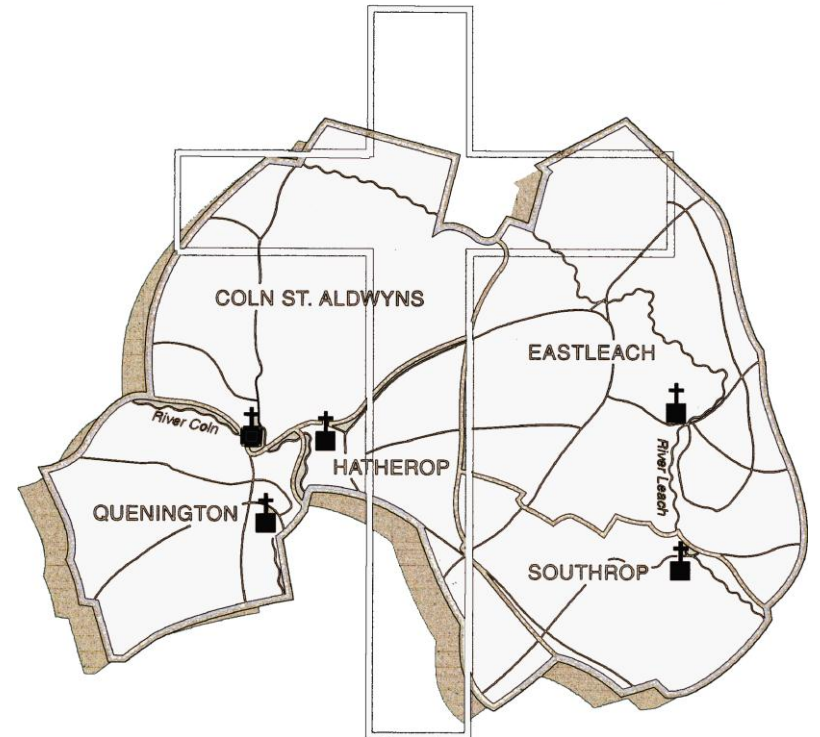 COLN ST. ALDWYNS
EASTLEACH
River Coln
HATHEROP
River Leach
QUENINGTON
SOUTHROP